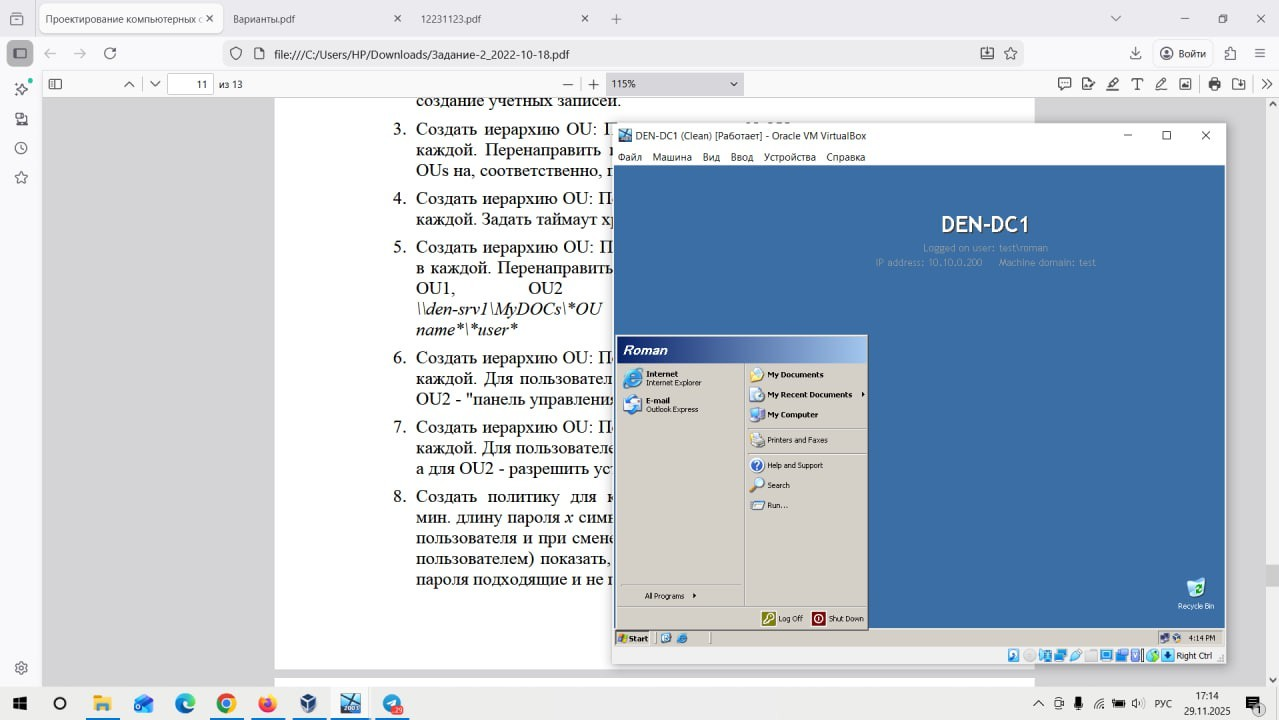 Проектирование компьютерных с
Варианты.pdf
12231123.pdf
file:///C:/Users/HP/Downloads/Задание-2_2022-10-18.pdf
Войти
11 из 13
115%
создание учетных записей.
3. Создать иерархию OU: П
каждой. Перенаправить
OUs на, соответственно, п
4. Создать иерархию OU: П
каждой. Задать таймаут х
5. Создать иерархию OU: П
в каждой. Перенаправить
OU1, OU2
\\den-srv1\MyDOCs\*OU
name*\*user*
6. Создать иерархию OU: П
каждой. Для пользовател
OU2 - "панель управления
7. Создать иерархию OU: П
каждой. Для пользователе
а для OU2 - разрешить ус
8. Создать политику для к
мин. длину пароля x симв
пользователя и при смене
пользователем) показать,
пароля подходящие и не п
DEN-DC1 (Clean) [Работает] - Oracle VM VirtualBox
Файл Машина Вид Ввод Устройства Справка
DEN-DC1
Logged on user: test\roman
IP address: 10.10.0.200 Machine domain: test
Roman
Internet
Internet Explorer
E-mail
Outlook Express
My Documents
My Recent Documents
My Computer
Printers and Faxes
Help and Support
Search
Run...
All Programs
Log Off Shut Down
Recycle Bin
Start
4:14 PM
Right Ctrl
29
РУС
17:14
29.11.2025
1